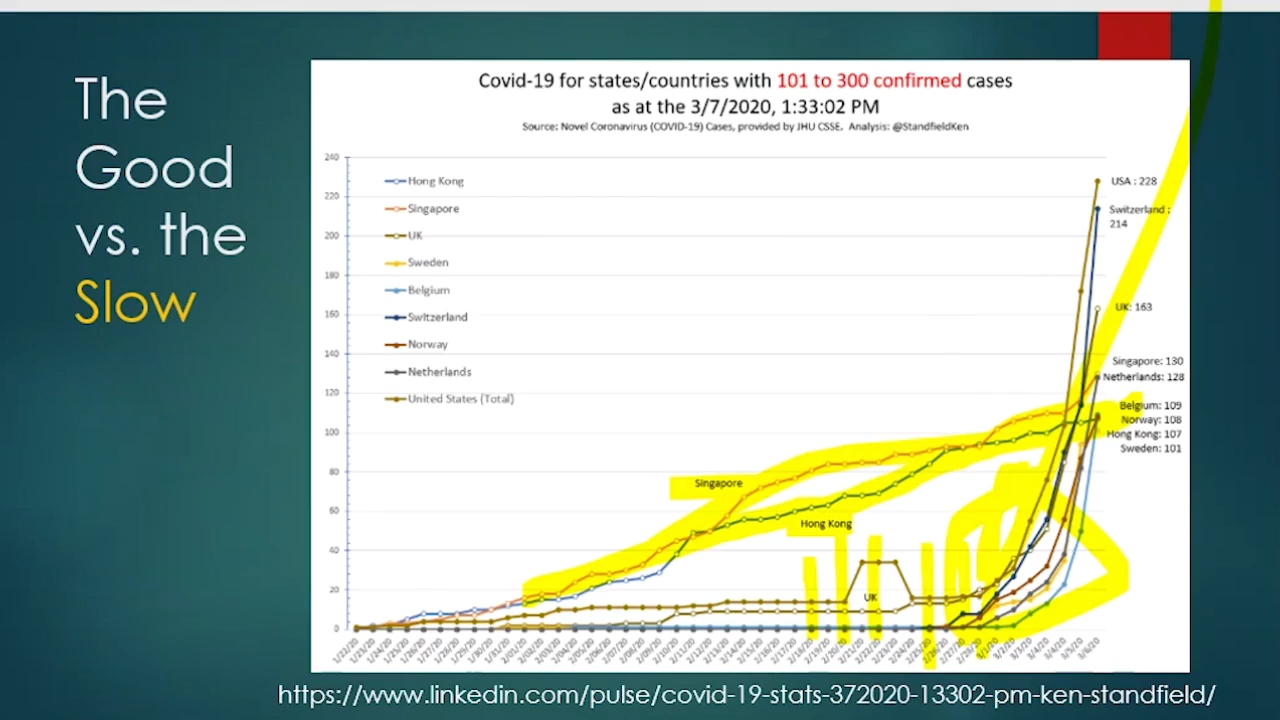 The
Good
vs. the
Slow
Covid-19 for states/countries with 101 to 300 confirmed cases
as at the 3/7/2020, 1:33:02 PM
Source: Novel Coronavirus (COVID-19) Cases, provided by JHU CSSE. Analysis: @StandfieldKen
240
220
200
180
160
140
120
100
80
60
40
20
0
Hong Kong
Singapore
UK
Sweden
Belgium
Switzerland
Norway
Netherlands
United States (Total)
Singapore
Hong Kong
UK
USA : 228
Switzerland :
214
UK: 163
Singapore: 130
Netherlands: 128
Belgium: 109
Norway: 108
Hong Kong: 107
Sweden: 101
https://www.linkedin.com/pulse/covid-19-stats-372020-13302-pm-ken-standfield/